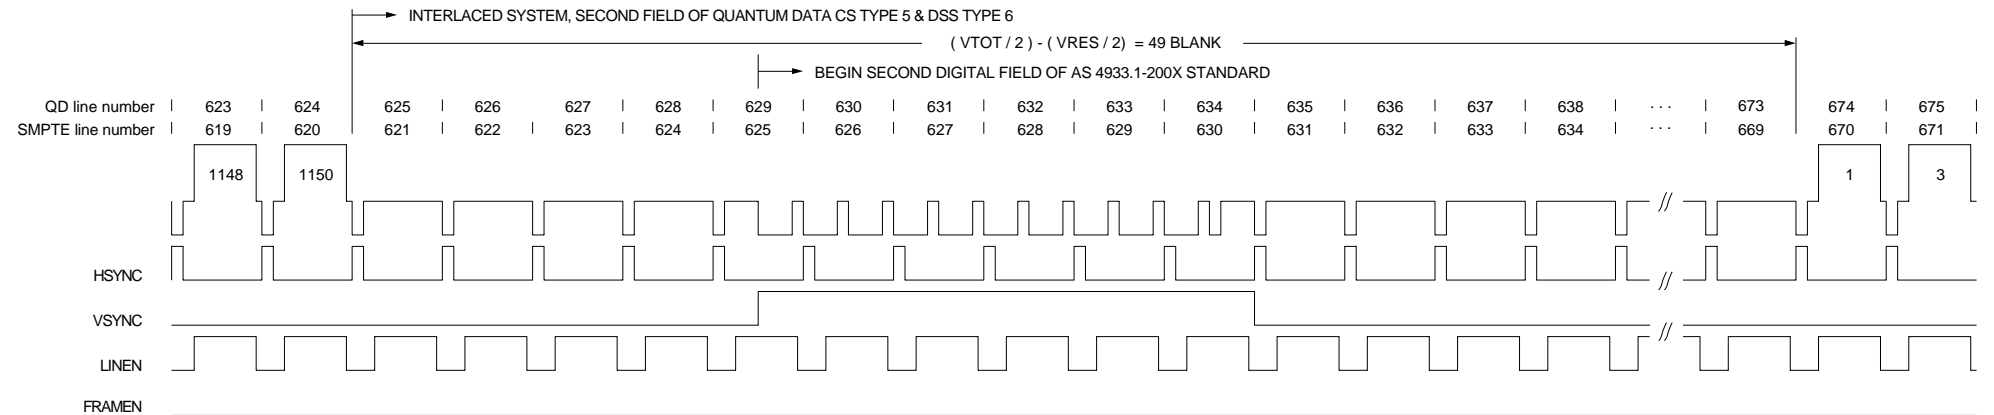 INTERLACED SYSTEM, SECOND FIELD OF QUANTUM DATA CS TYPE 5 & DSS TYPE 6
( VTOT / 2 ) - ( VRES / 2) = 49 BLANK
BEGIN SECOND DIGITAL FIELD OF AS 4933.1-200X STANDARD
QD line number 623 624 625 626 627 628 629 630 631 632 633 634 635 636 637 638 . . . 673 674 675
SMPTE line number 619 620 621 622 623 624 625 626 627 628 629 630 631 632 633 634 . . . 669 670 671
1148 1150 1 3
HSYNC
VSYNC
LINEN
FRAMEN